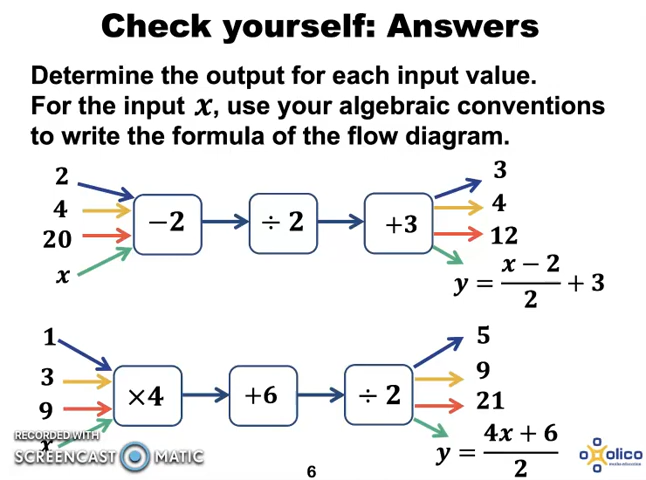 Check yourself: Answers
Determine the output for each input value.
For the input x, use your algebraic conventions
to write the formula of the flow diagram.
2
4
20
x
−2
÷ 2
+3
3
4
12
y = (x − 2)/2 + 3
1
3
9
x
×4
+6
÷ 2
5
9
21
y = (4x + 6)/2
RECORDED WITH
SCREENCAST MATIC
6
olico